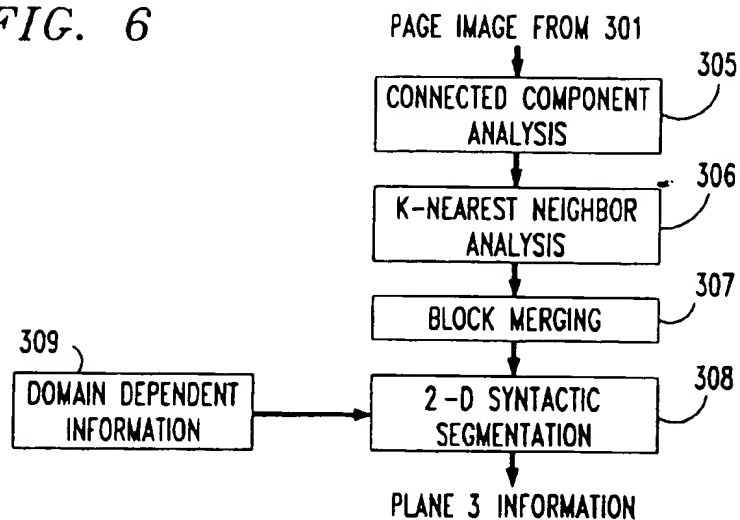 FIG. 6
PAGE IMAGE FROM 301
305
CONNECTED COMPONENT
ANALYSIS
306
K-NEAREST NEIGHBOR
ANALYSIS
307
BLOCK MERGING
309
308
DOMAIN DEPENDENT
INFORMATION
2-D SYNTACTIC
SEGMENTATION
PLANE 3 INFORMATION